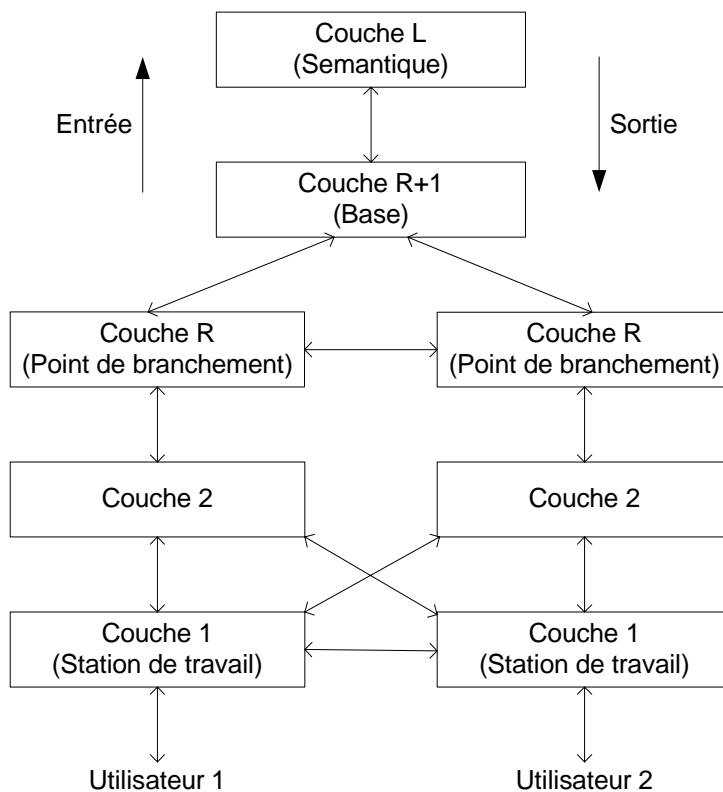 Couche L
(Semantique)
Entrée
Sortie
Couche R+1
(Base)
Couche R
(Point de branchement)
Couche R
(Point de branchement)
Couche 2
Couche 2
Couche 1
(Station de travail)
Couche 1
(Station de travail)
Utilisateur 1
Utilisateur 2